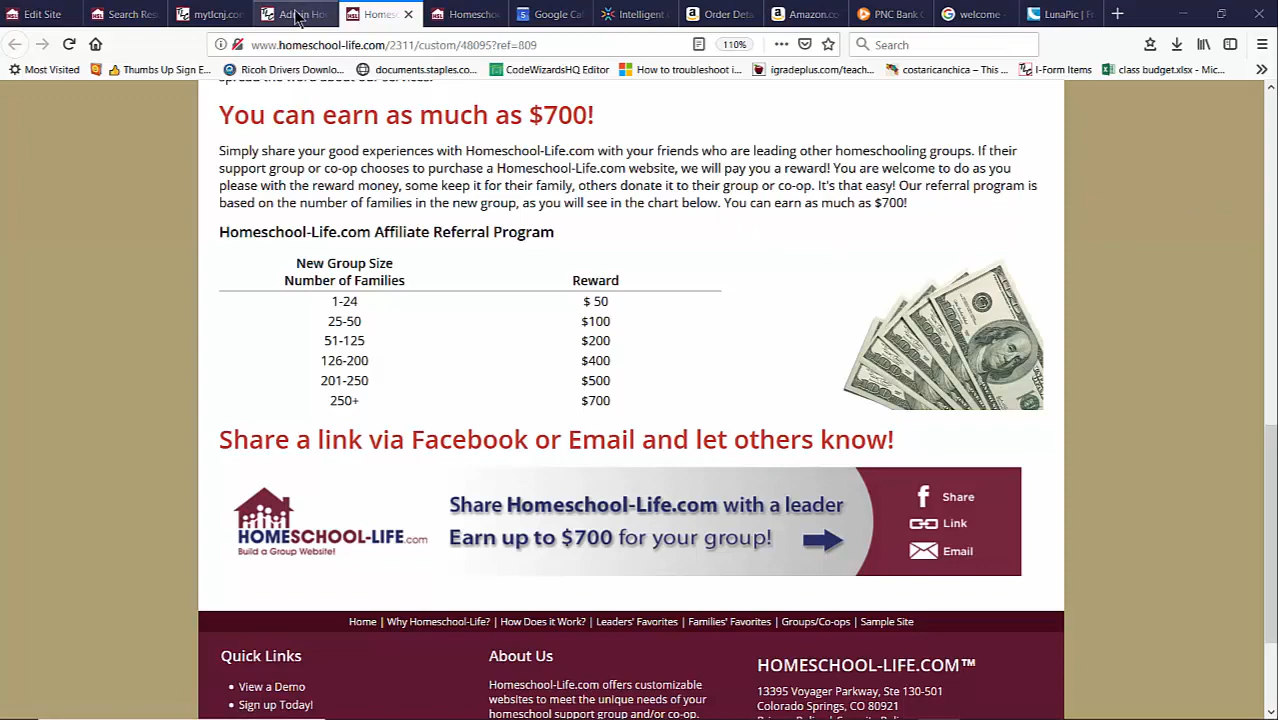 Edit Site
Search Res
mytlcnj.con
Admin Ho
Homes
Homeschoo
Google Cal
Intelligent
Order Deta
Amazon.co
PNC Bank
welcome -
LunaPic | F
www.homeschool-life.com/2311/custom/48095?ref=809
110%
Search
Most Visited
Thumbs Up Sign E...
Ricoh Drivers Downl...
documents.staples.co...
CodeWizardsHQ Editor
How to troubleshoot i...
igradeplus.com/teach...
costaricanchica – This ...
I-Form Items
class budget.xlsx - Mic...
You can earn as much as $700!
Simply share your good experiences with Homeschool-Life.com with your friends who are leading other homeschooling groups. If their
support group or co-op chooses to purchase a Homeschool-Life.com website, we will pay you a reward! You are welcome to do as you
please with the reward money, some keep it for their family, others donate it to their group or co-op. It's that easy! Our referral program is
based on the number of families in the new group, as you will see in the chart below. You can earn as much as $700!
Homeschool-Life.com Affiliate Referral Program
New Group Size
Number of Families Reward
1-24 $ 50
25-50 $100
51-125 $200
126-200 $400
201-250 $500
250+ $700
Share a link via Facebook or Email and let others know!
HOMESCHOOL-LIFE.com
Build a Group Website!
Share Homeschool-Life.com with a leader
Earn up to $700 for your group!
Share
Link
Email
Home | Why Homeschool-Life? | How Does it Work? | Leaders' Favorites | Families' Favorites | Groups/Co-ops | Sample Site
Quick Links
View a Demo
Sign up Today!
About Us
Homeschool-Life.com offers customizable
websites to meet the unique needs of your
homeschool support group and/or co-op.
HOMESCHOOL-LIFE.COM™
13395 Voyager Parkway, Ste 130-501
Colorado Springs, CO 80921